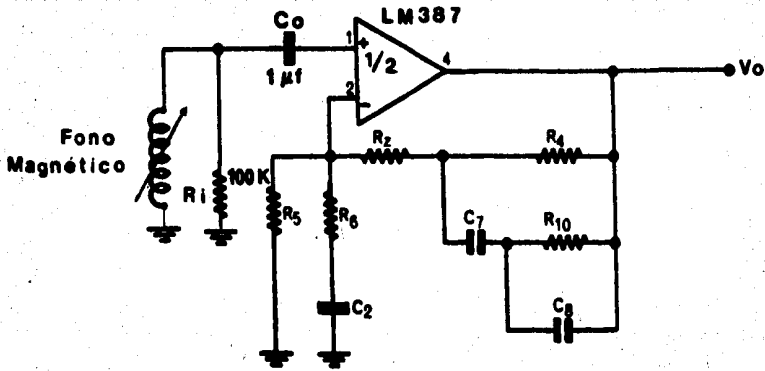 LM387
Co
1 µf
1
+
1/2
4
Vo
2
-
Fono
Magnético
Ri
100K
R5
R6
C2
Rz
R4
C7
R10
C8